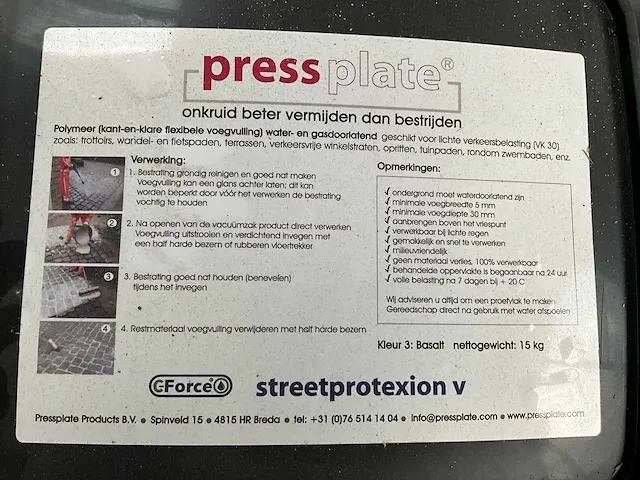 press plate®
onkruid beter vermijden dan bestrijden
Polymeer (kant-en-klare flexibele voegvulling) water- en gasdoorlatend geschikt voor lichte verkeersbelasting (VK 30)
zoals: trottoirs, wandel- en fietspaden, terrassen, verkeersvrije winkelstraten, opritten, tuinpaden, rondom zwembaden, enz.
Verwerking:
1
1. Bestrating grondig reinigen en goed nat maken
Voegvulling kan een glans achter laten; dit kan
worden beperkt door vóór het verwerken de bestrating
vochtig te houden
2
2. Na openen van de vacuümzak product direct verwerken
Voegvulling uitstrooien en verdichtend invegen met
een half harde bezem of rubberen vloertrekker
3
3. Bestrating goed nat houden (benevelen)
tijdens het invegen
4
4. Restmateriaal voegvulling verwijderen met half harde bezem
Opmerkingen:
√ ondergrond moet waterdoorlatend zijn
√ minimale voegbreedte 5 mm
√ minimale voegdiepte 30 mm
√ aanbrengen boven het vriespunt
√ verwerkbaar bij lichte regen
√ gemakkelijk en snel te verwerken
√ milieuvriendelijk
√ geen materiaal verlies, 100% verwerkbaar
√ behandelde oppervlakte is begaanbaar na 24 uur
√ volle belasting na 7 dagen bij + 20 C
Wij adviseren u altijd om een proefvlak te maken
Gereedschap direct na gebruik met water afspoelen
Kleur 3: Basalt nettogewicht: 15 kg
GForce streetprotexion v
Pressplate Products B.V. • Spinveld 15 • 4815 HR Breda • tel: +31 (0)76 514 14 04 • info@pressplate.com • www.pressplate.com